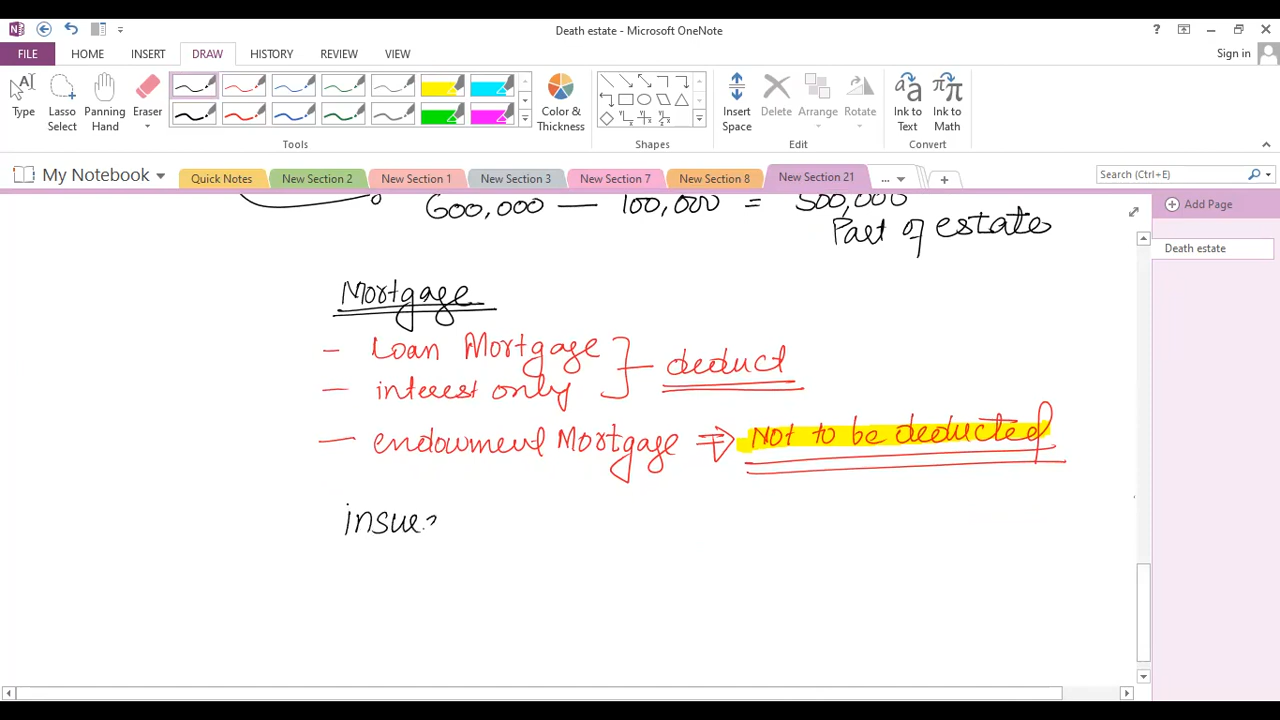 Death estate - Microsoft OneNote
?
FILE HOME INSERT DRAW HISTORY REVIEW VIEW
Sign in
Type
Lasso Select
Panning Hand
Eraser
Color & Thickness
Insert Space
Delete
Arrange
Rotate
Ink to Text
Ink to Math
Tools
Shapes
Edit
Convert
My Notebook
Quick Notes
New Section 2
New Section 1
New Section 3
New Section 7
New Section 8
New Section 21
...
Search (Ctrl+E)
Add Page
Death estate
600,000 — 100,000 = 500,000
Part of estate
Mortgage
- Loan Mortgage
- interest only
deduct
- endowment Mortgage ⇒ Not to be deducted